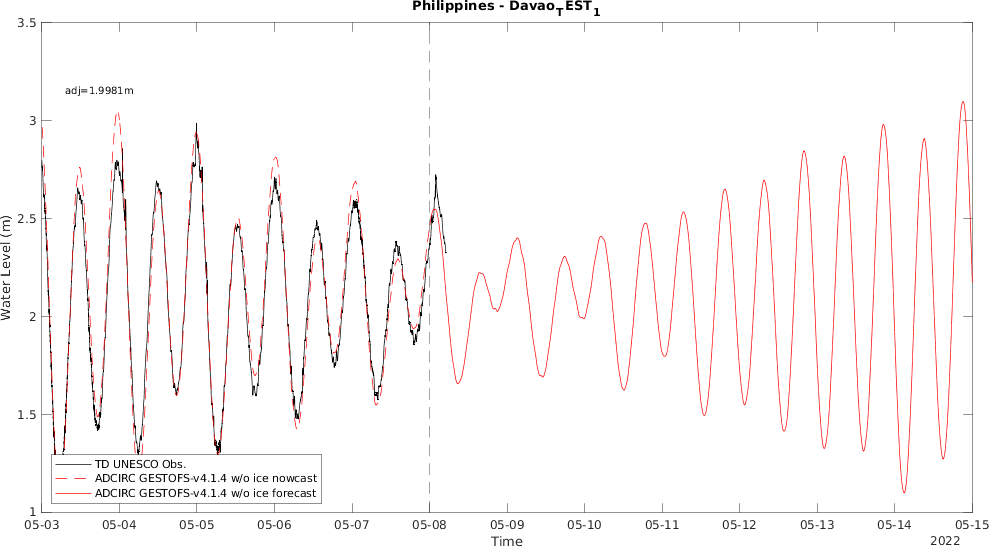 Philippines - Davao_TEST_1
adj=1.9981m
3.5
3
2.5
2
1.5
1
Water Level (m)
TD UNESCO Obs.
ADCIRC GESTOFS-v4.1.4 w/o ice nowcast
ADCIRC GESTOFS-v4.1.4 w/o ice forecast
05-03 05-04 05-05 05-06 05-07 05-08 05-09 05-10 05-11 05-12 05-13 05-14 05-15
Time
2022